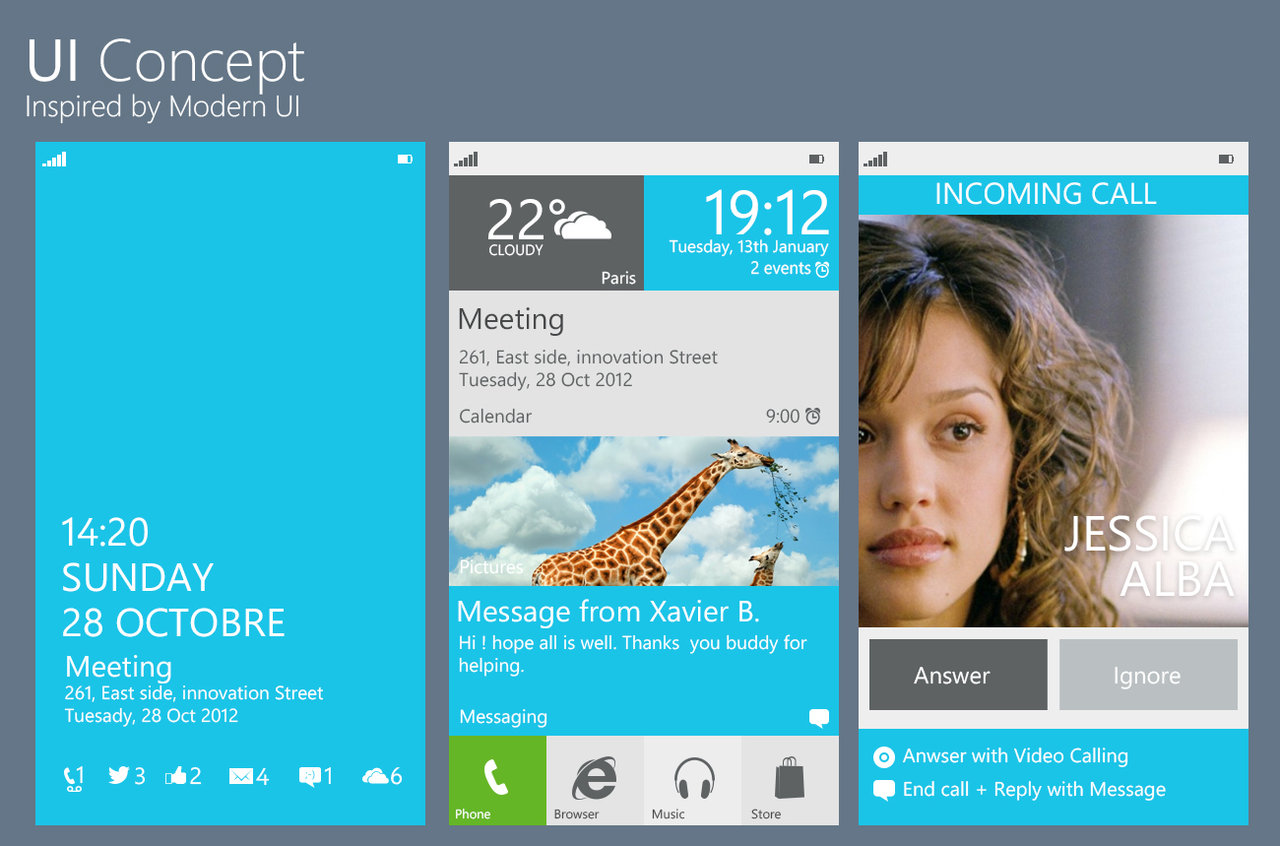 UI Concept
Inspired by Modern UI
14:20
SUNDAY
28 OCTOBRE
Meeting
261, East side, innovation Street
Tuesady, 28 Oct 2012
1 3 2 4 1 6
22°
CLOUDY
Paris
19:12
Tuesday, 13th January
2 events
Meeting
261, East side, innovation Street
Tuesady, 28 Oct 2012
Calendar 9:00
Pictures
Message from Xavier B.
Hi ! hope all is well. Thanks  you buddy for
helping.
Messaging
Phone Browser Music Store
INCOMING CALL
JESSICA
ALBA
Answer Ignore
Anwser with Video Calling
End call + Reply with Message